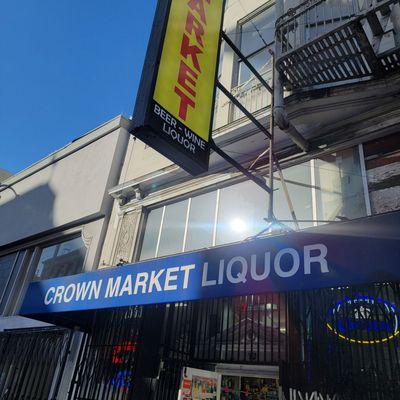 MARKET
BEER - WINE
LIQUOR
CROWN MARKET LIQUOR